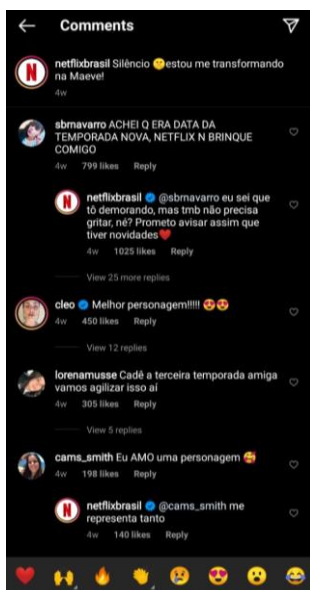 Comments
netflixbrasil Silêncio 🤫estou me transformando
na Maeve!
4w
sbrnavarro ACHEI Q ERA DATA DA
TEMPORADA NOVA, NETFLIX N BRINQUE
COMIGO
4w 799 likes Reply
netflixbrasil @sbrnavarro eu sei que
tô demorando, mas tmb não precisa
gritar, né? Prometo avisar assim que
tiver novidades❤️
4w 1025 likes Reply
View 25 more replies
cleo Melhor personagem!!!!! 😍😍
4w 450 likes Reply
View 12 replies
lorenamusse Cadê a terceira temporada amiga
vamos agilizar isso aí
4w 305 likes Reply
View 5 replies
cams_smith Eu AMO uma personagem 🥰
4w 198 likes Reply
netflixbrasil @cams_smith me
representa tanto
4w 140 likes Reply